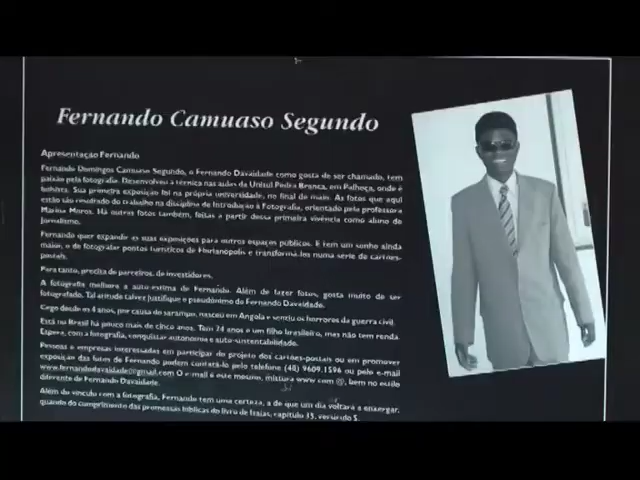 Fernando Camuaso Segundo
Apresentação Fernando
Fernando Domingos Camuaso Segundo, o Fernando Davaidade como gosta de ser chamado, tem
paixão pela fotografia. Desenvolveu a técnica nas aulas da Unisul Pedra Branca, em Palhoça, onde é
bolsista. Sua primeira exposição foi na própria universidade, no final de maio. As fotos que aqui
estão são resultado do trabalho na disciplina de Introdução à Fotografia, orientado pela professora
Marina Moros. Há outras fotos também, feitas a partir dessa primeira vivência como aluno de
Jornalismo.
Fernando quer expandir as suas exposições para outros espaços públicos. E tem um sonho ainda
maior, o de fotografar pontos turísticos de Florianópolis e transformá-los numa série de cartões-
postais.
Para tanto, precisa de parceiros, de investidores.
A fotografia melhora a auto-estima de Fernando. Além de fazer fotos, gosta muito de ser
fotografado. Tal atitude talvez justifique o pseudônimo de Fernando Davaidade.
Cego desde os 4 anos, por causa do sarampo, nasceu em Angola e sentiu os horrores da guerra civil.
Está no Brasil há pouco mais de cinco anos. Tem 24 anos e um filho brasileiro, mas não tem renda.
Espera, com a fotografia, conquistar autonomia e auto-sustentabilidade.
Pessoas e empresas interessadas em participar do projeto dos cartões-postais ou em promover
exposição das fotos de Fernando podem contatá-lo pelo telefone (48) 9609.1596 ou pelo e-mail
www.fernandodavaidade@gmail.com O e-mail é este mesmo, mistura www com @, bem no estilo
diferente de Fernando Davaidade.
Além do vínculo com a fotografia, Fernando tem uma certeza, a de que um dia voltará a enxergar,
quando do cumprimento das promessas bíblicas do livro de Isaías, capítulo 35, versículo 5.